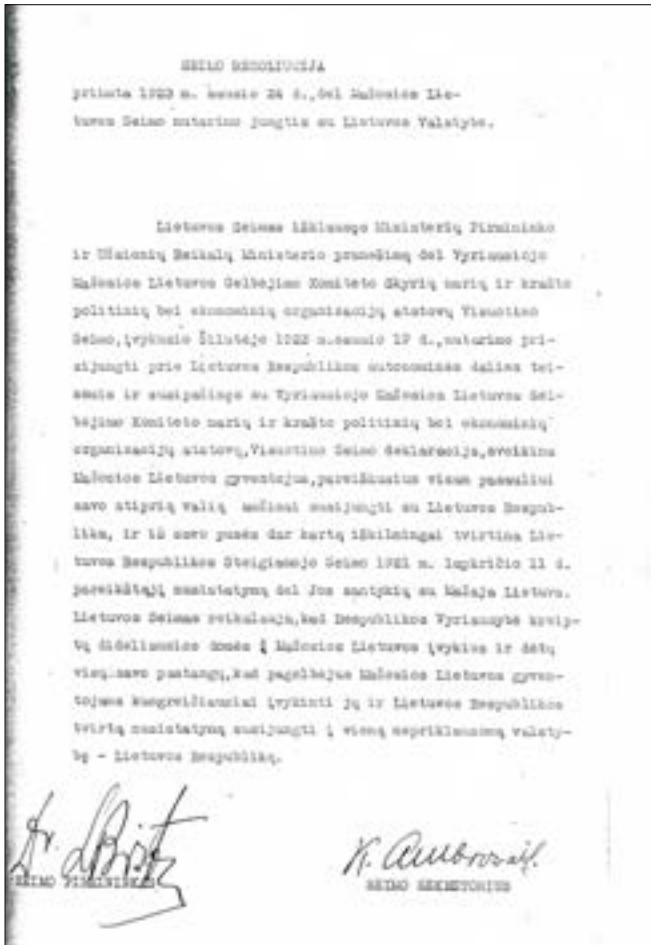 SEIMO REZOLIUCIJA
priimta 1923 m. sausio 24 d., dėl Mažosios Lie-
tuvos Seimo nutarimo jungtis su Lietuvos Valstybe.
Lietuvos Seimas išklausęs Ministerių Pirmininko
ir Užsienių Reikalų Ministerio pranešimą dėl Vyriausiojo
Mažosios Lietuvos Gelbėjimo Komiteto Skyrių narių ir krašto
politinių bei ekonominių organizacijų atstovų Visuotino
Seimo, įvykusio Šilutėje m. sausio 19 d., nutarimo pri-
sijungti prie Lietuvos Respublikos autonominės dalies tei-
sėmis ir susipažinęs su Vyriausiojo Mažosios Lietuvos Gel-
bėjimo Komiteto narių ir krašto politinių bei ekonominių
organizacijų atstovų, Visuotino Seimo deklaracija, sveikina
Mažosios Lietuvos gyventojus, pareiškusius visam pasauliui
savo stiprią valią amžinai susijungti su Lietuvos Respub-
lika, ir iš savo pusės dar kartą iškilmingai tvirtina Lie-
tuvos Respublikos Steigiamojo Seimo 1921 m. lapkričio 11 d.
pareikštąjį nusistatymą dėl Jos santykių su Mažąja Lietuva.
Lietuvos Seimas reikalauja, kad Respublikos Vyriausybė kreip-
tų didžiausios domės į Mažosios Lietuvos įvykius ir dėtų
visų savo pastangų, kad pagelbėjus Mažosios Lietuvos gyven-
tojams kuogreičiausiai įvykinti jų ir Lietuvos Respublikos
tvirtą nusistatymą susijungti į vieną nepriklausomą valsty-
bę - Lietuvos Respubliką.
Dr. L Bistr
K. Ambrozait.
SEIMO PIRMININKAS
SEIMO SEKRETORIUS